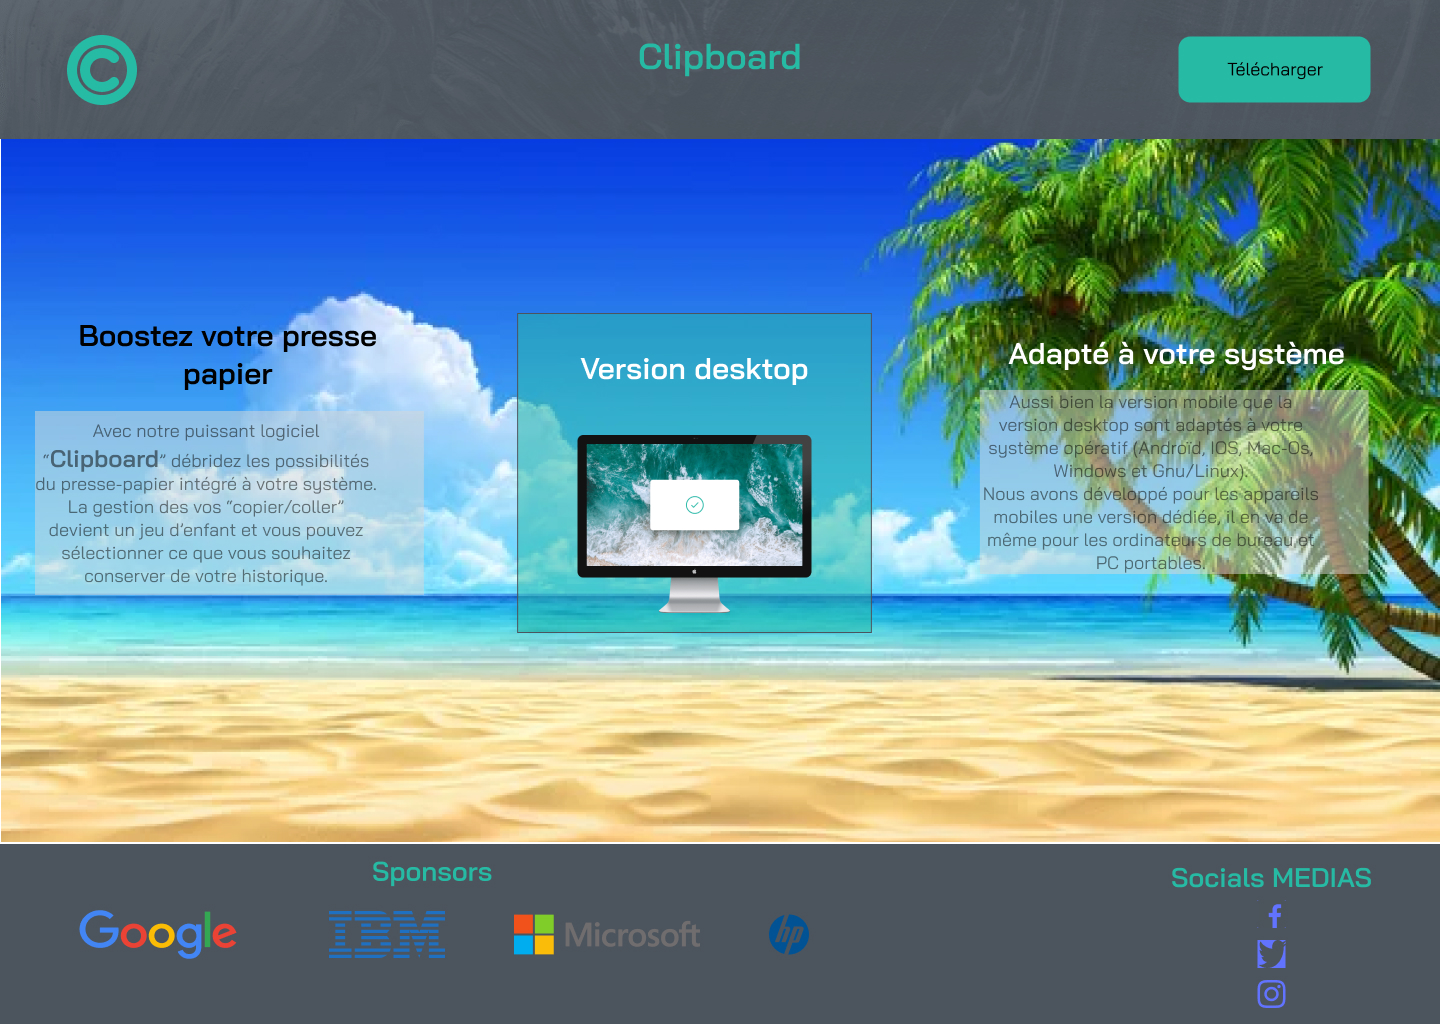 Clipboard
Télécharger
Boostez votre presse
papier
Avec notre puissant logiciel
“Clipboard” débridez les possibilités
du presse-papier intégré à votre système.
La gestion des vos “copier/coller”
devient un jeu d’enfant et vous pouvez
sélectionner ce que vous souhaitez
conserver de votre historique.
Version desktop
Adapté à votre système
Aussi bien la version mobile que la
version desktop sont adaptés à votre
système opératif (Androïd, IOS, Mac-Os,
Windows et Gnu/Linux).
Nous avons développé pour les appareils
mobiles une version dédiée, il en va de
même pour les ordinateurs de bureau et
PC portables.
Sponsors
Google
IBM
Microsoft
hp
Socials MEDIAS